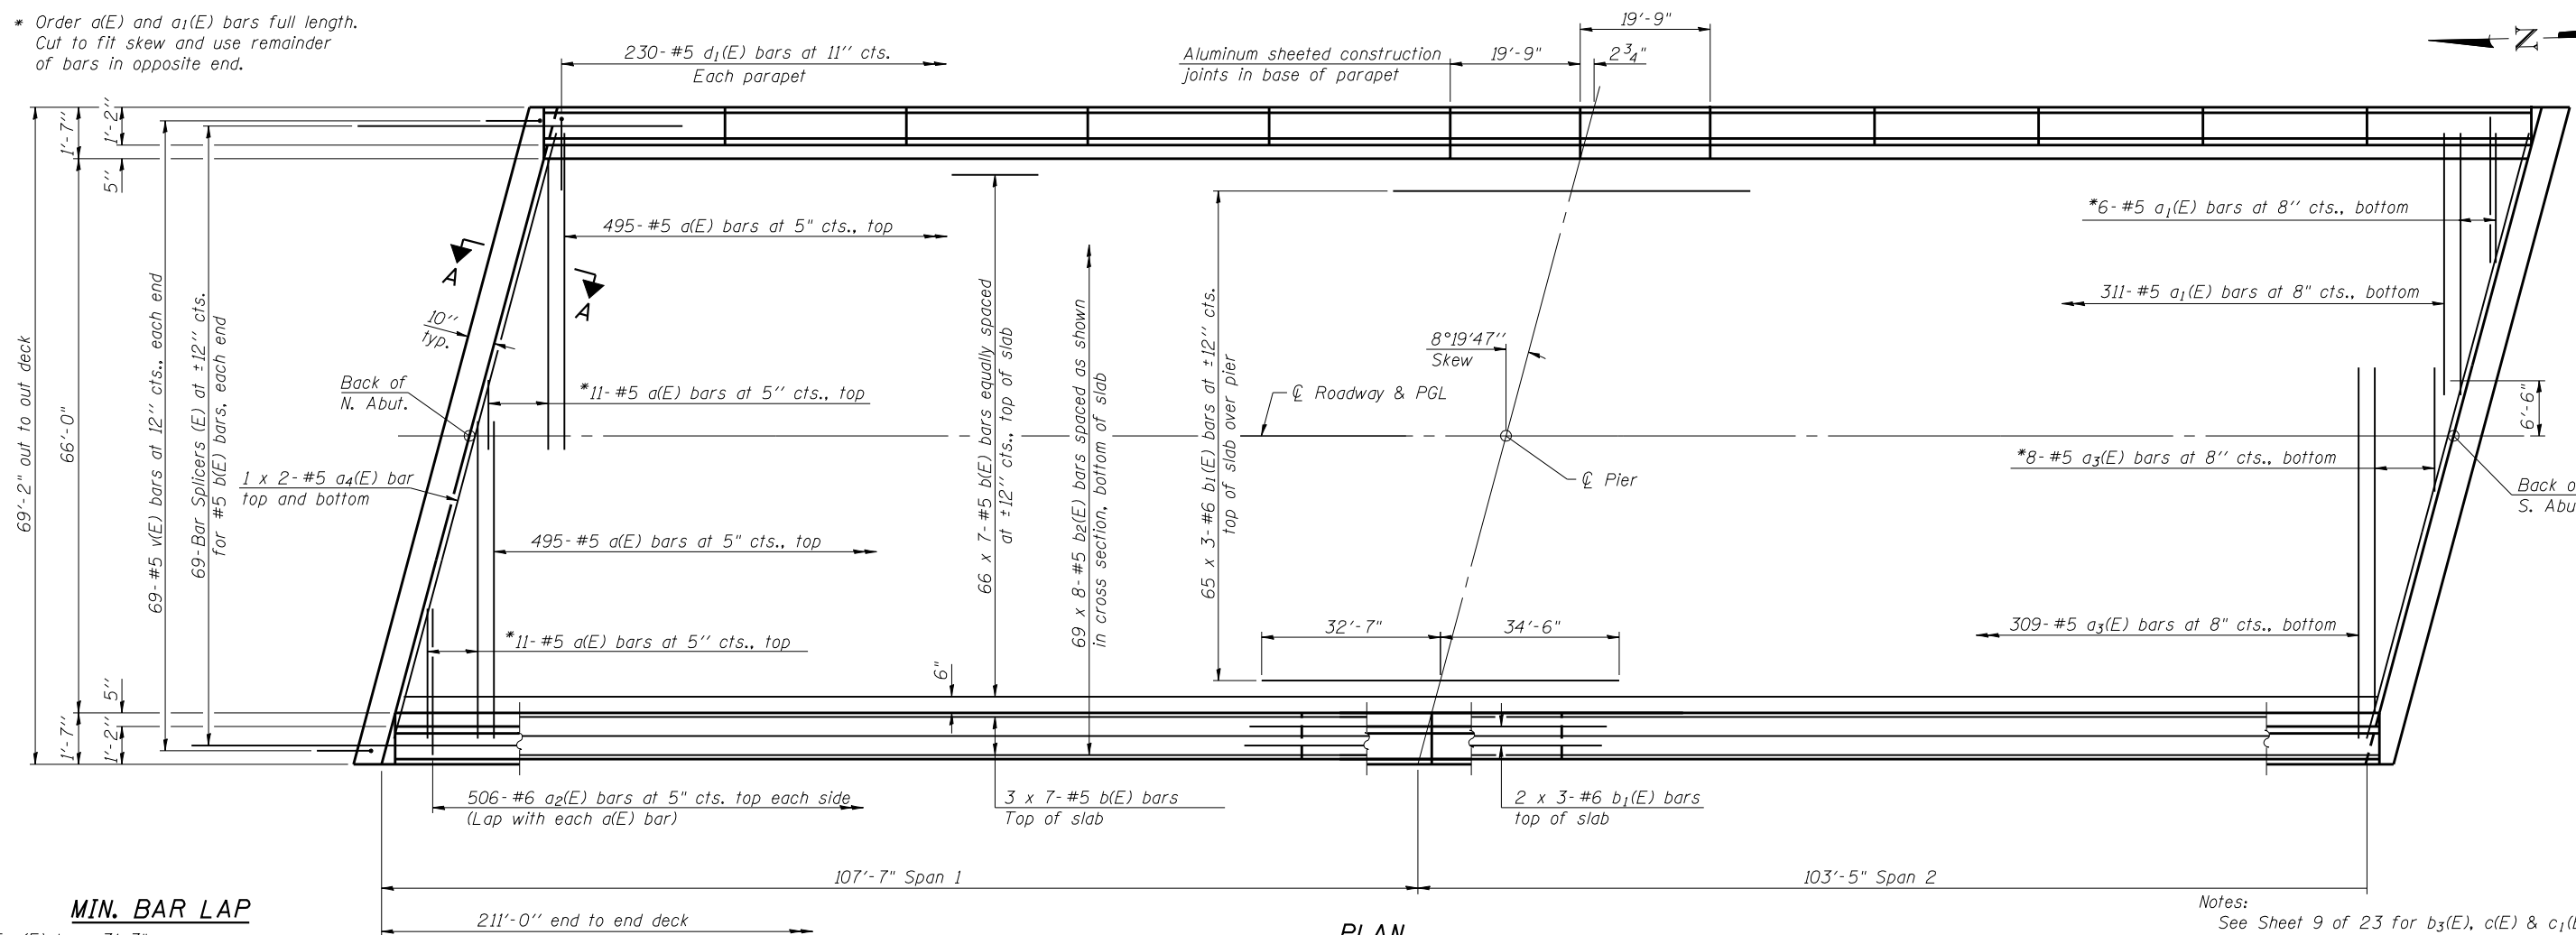 * Order a(E) and a1(E) bars full length.
Cut to fit skew and use remainder
of bars in opposite end.
230-#5 d1(E) bars at 11" cts.
Each parapet
Aluminum sheeted construction
joints in base of parapet
19'-9"
19'-9"
2 3/4"
N
1'-7"
1'-2"
5"
69'-2" out to out deck
66'-0"
69-#5 v(E) bars at 12" cts., each end
69-Bar Splicers (E) at ±12" cts.
for #5 b(E) bars, each end
495-#5 a(E) bars at 5" cts., top
A
A
10"
typ.
Back of
N. Abut.
*11-#5 a(E) bars at 5" cts., top
1 x 2-#5 a4(E) bar
top and bottom
495-#5 a(E) bars at 5" cts., top
*11-#5 a(E) bars at 5" cts., top
66 x 7-#5 b(E) bars equally spaced
at ±12" cts., top of slab
69 x 8-#5 b2(E) bars spaced as shown
in cross section, bottom of slab
65 x 3-#6 b1(E) bars at ±12" cts.
top of slab over pier
8°19'47"
Skew
℄ Roadway & PGL
℄ Pier
*6-#5 a1(E) bars at 8" cts., bottom
311-#5 a1(E) bars at 8" cts., bottom
6'-6"
*8-#5 a3(E) bars at 8" cts., bottom
Back o
S. Abu
309-#5 a3(E) bars at 8" cts., bottom
32'-7"
34'-6"
6"
5"
1'-7"
1'-2"
506-#6 a2(E) bars at 5" cts. top each side
(Lap with each a(E) bar)
3 x 7-#5 b(E) bars
Top of slab
2 x 3-#6 b1(E) bars
top of slab
107'-7" Span 1
103'-5" Span 2
211'-0" end to end deck
MIN. BAR LAP
PLAN
Notes:
See Sheet 9 of 23 for b3(E), c(E) & c1(E